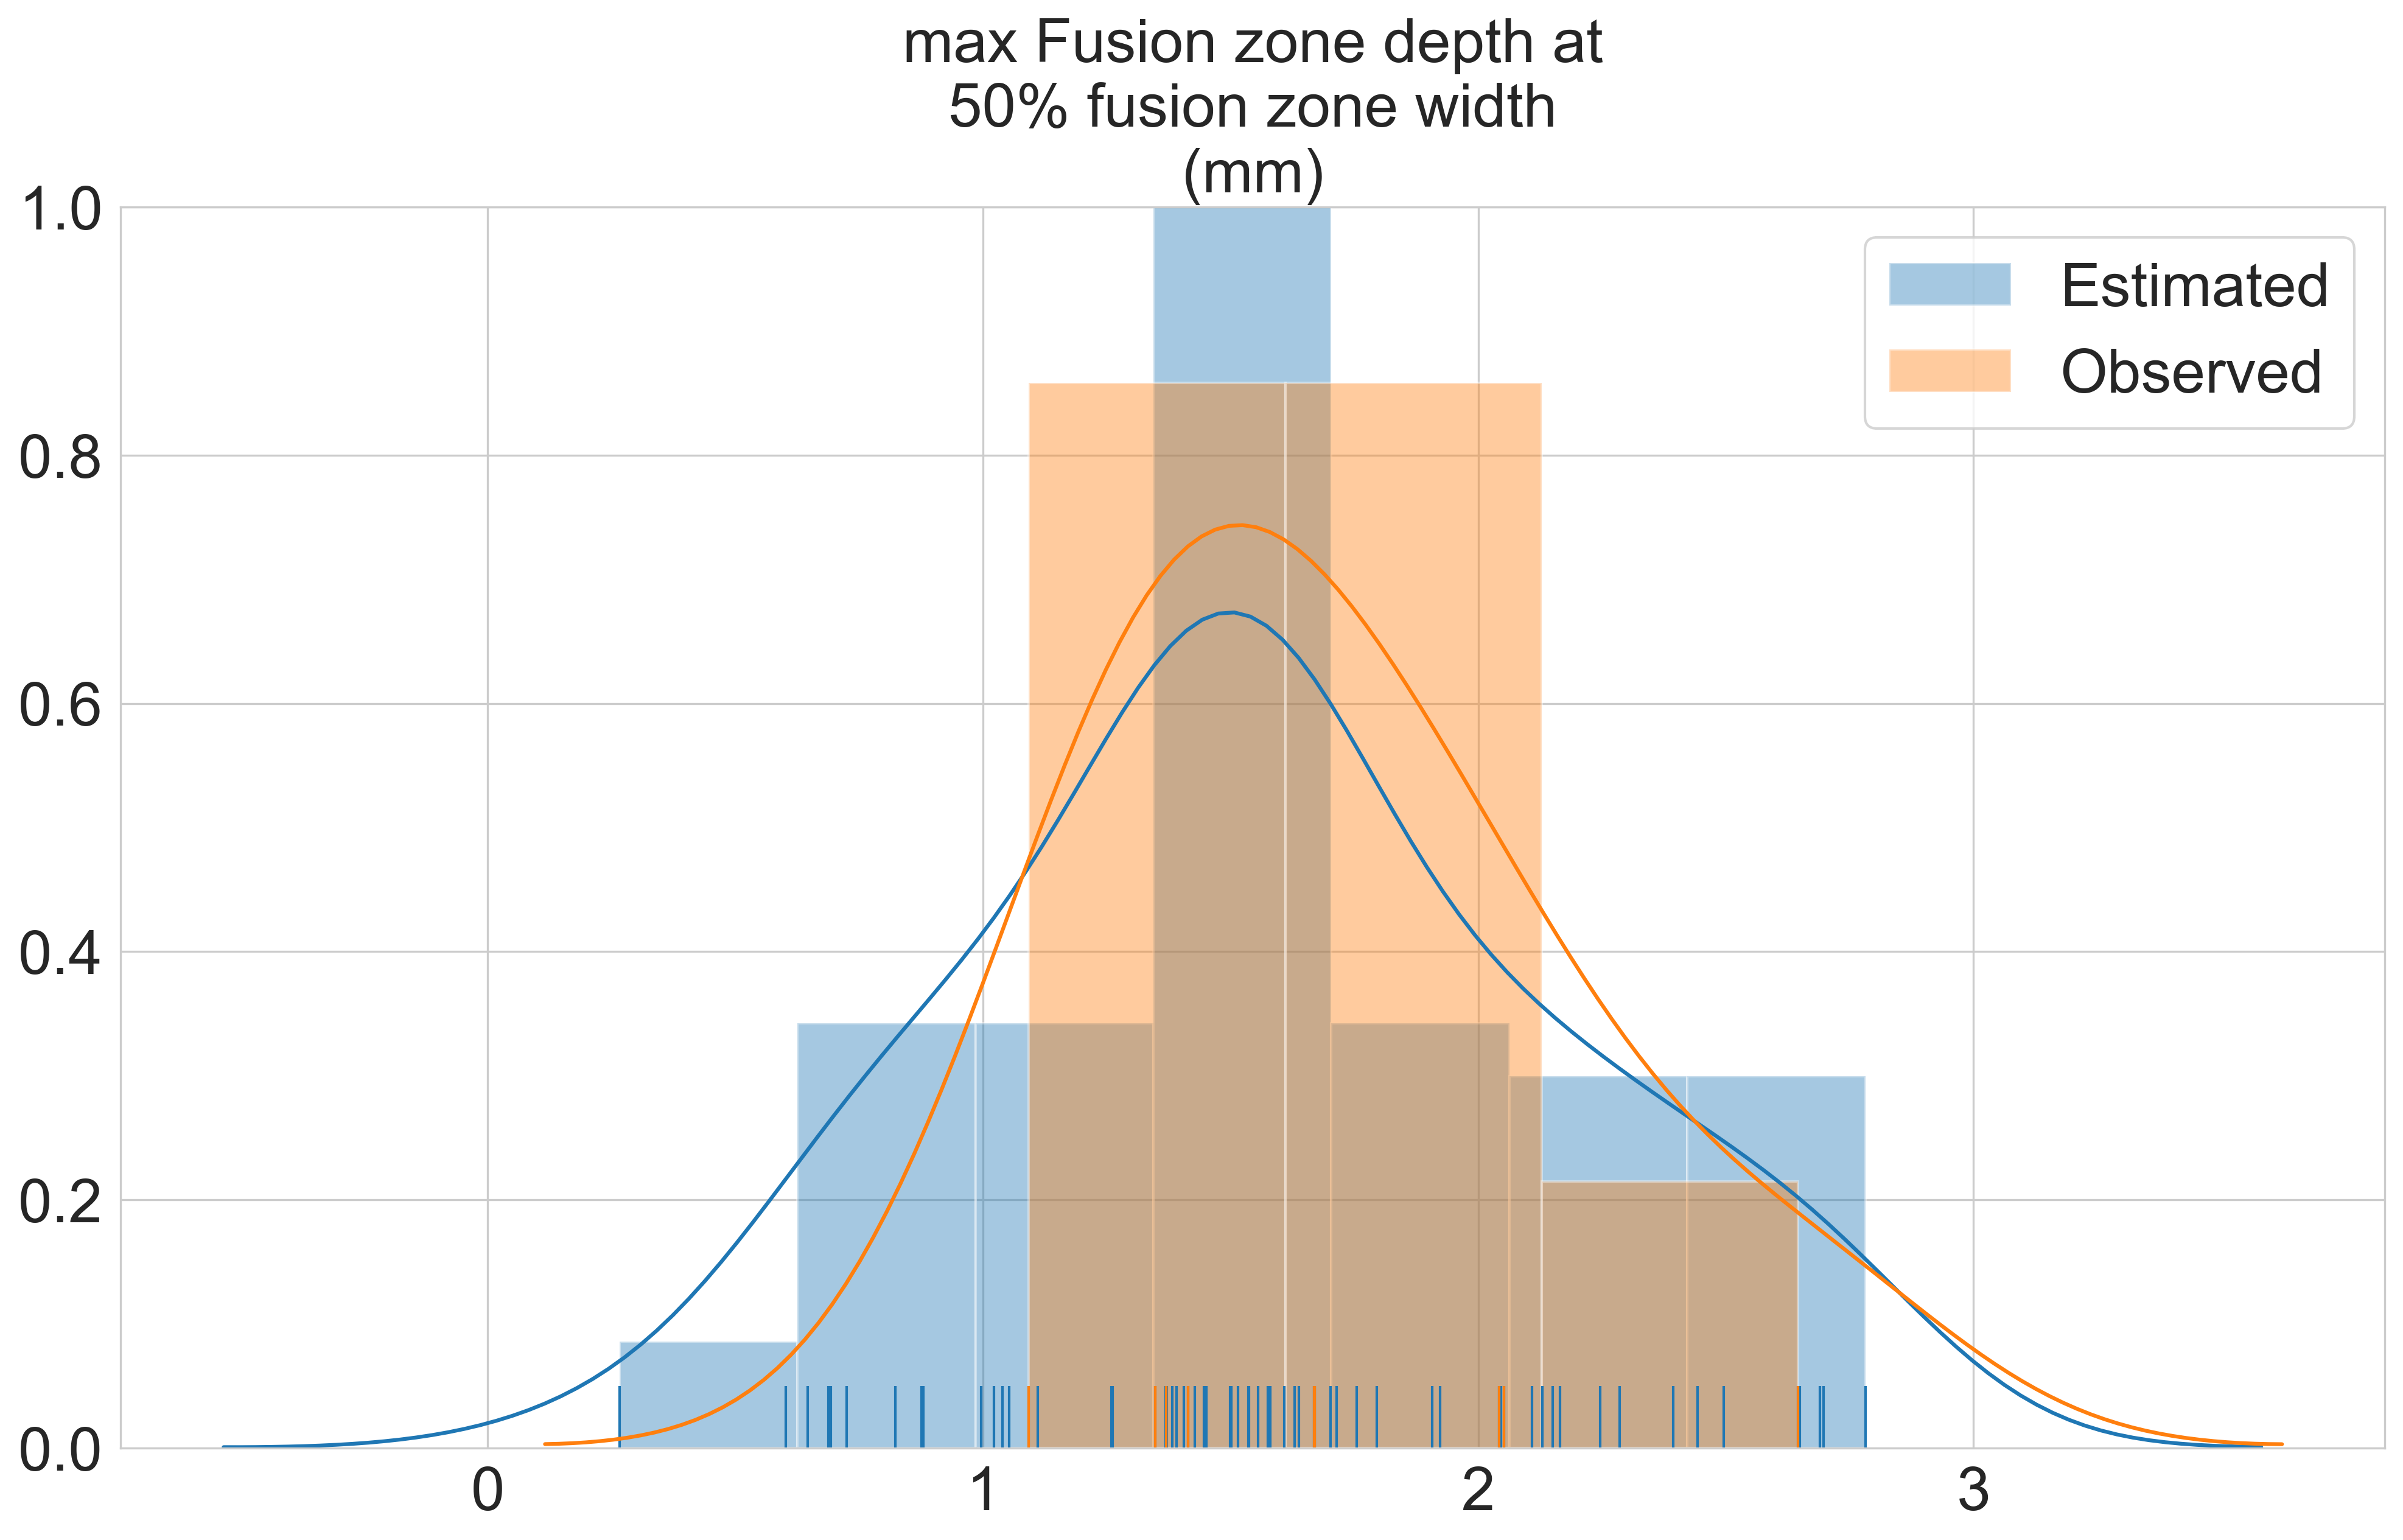 max Fusion zone depth at
50% fusion zone width
(mm)
1.0
0.8
0.6
0.4
0.2
0.0
Estimated
Observed
0 1 2 3